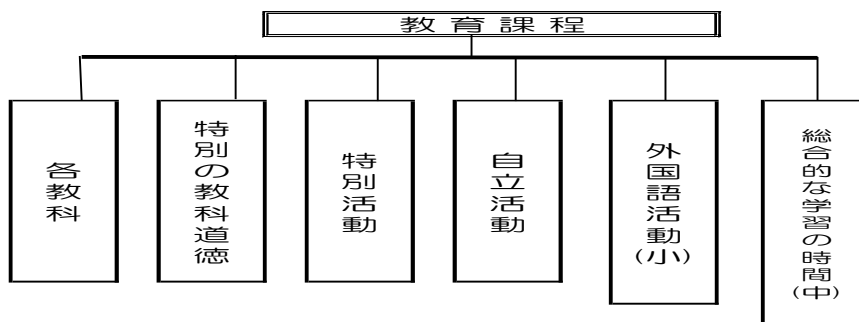 教育課程
各教科
特別の教科道徳
特別活動
自立活動
外国語活動(小)
総合的な学習の時間(中)